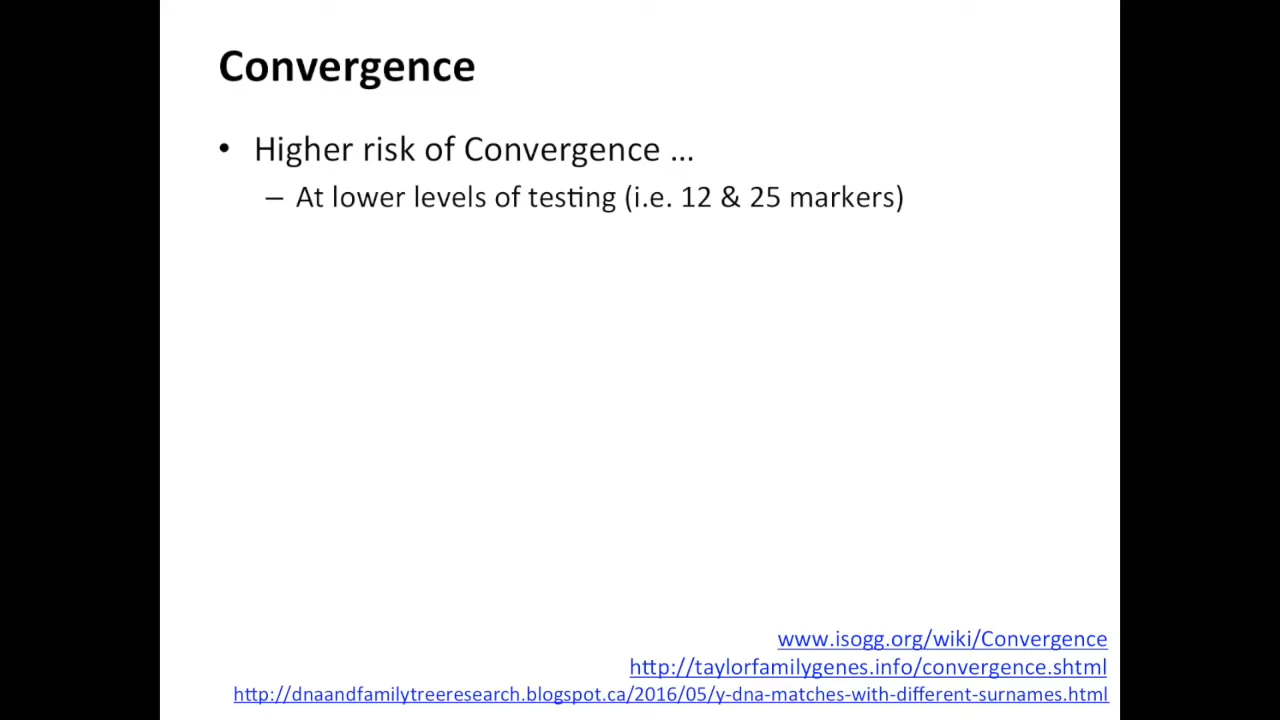 Convergence
• Higher risk of Convergence ...
– At lower levels of testing (i.e. 12 & 25 markers)
www.isogg.org/wiki/Convergence
http://taylorfamilygenes.info/convergence.shtml
http://dnaandfamilytreeresearch.blogspot.ca/2016/05/y-dna-matches-with-different-surnames.html